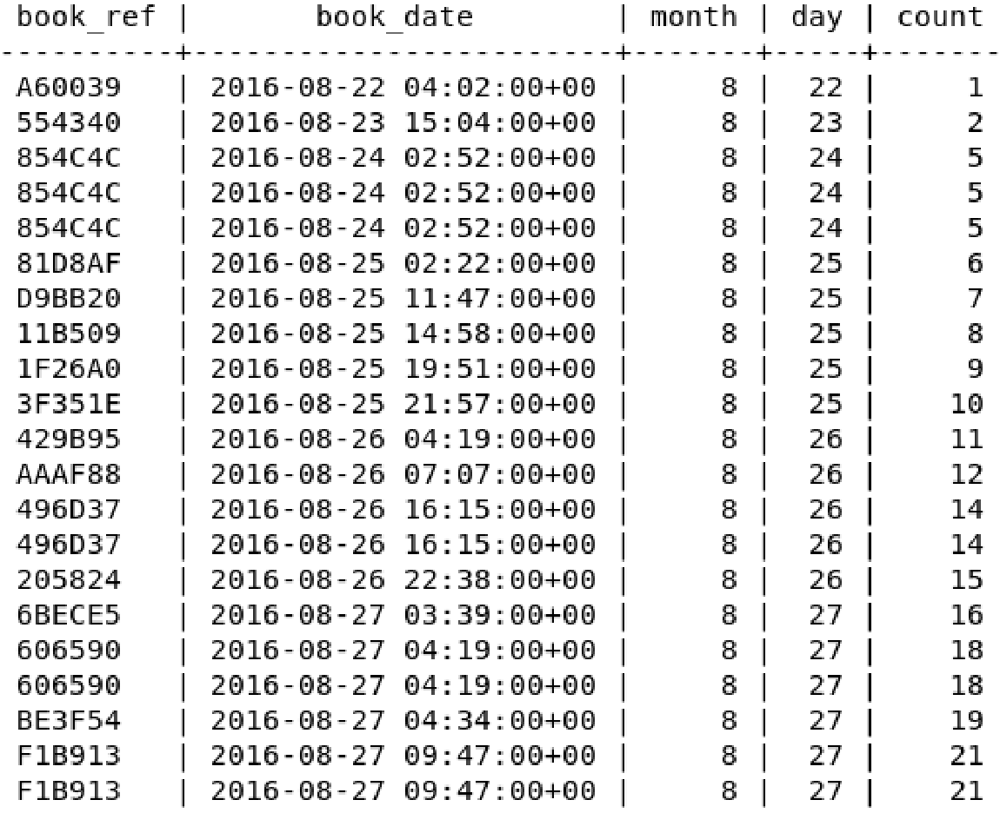 book_ref |       book_date        | month | day | count
----------+------------------------+-------+-----+-------
A60039   | 2016-08-22 04:02:00+00 |     8 |  22 |     1
554340   | 2016-08-23 15:04:00+00 |     8 |  23 |     2
854C4C   | 2016-08-24 02:52:00+00 |     8 |  24 |     5
854C4C   | 2016-08-24 02:52:00+00 |     8 |  24 |     5
854C4C   | 2016-08-24 02:52:00+00 |     8 |  24 |     5
81D8AF   | 2016-08-25 02:22:00+00 |     8 |  25 |     6
D9BB20   | 2016-08-25 11:47:00+00 |     8 |  25 |     7
11B509   | 2016-08-25 14:58:00+00 |     8 |  25 |     8
1F26A0   | 2016-08-25 19:51:00+00 |     8 |  25 |     9
3F351E   | 2016-08-25 21:57:00+00 |     8 |  25 |    10
429B95   | 2016-08-26 04:19:00+00 |     8 |  26 |    11
AAAF88   | 2016-08-26 07:07:00+00 |     8 |  26 |    12
496D37   | 2016-08-26 16:15:00+00 |     8 |  26 |    14
496D37   | 2016-08-26 16:15:00+00 |     8 |  26 |    14
205824   | 2016-08-26 22:38:00+00 |     8 |  26 |    15
6BECE5   | 2016-08-27 03:39:00+00 |     8 |  27 |    16
606590   | 2016-08-27 04:19:00+00 |     8 |  27 |    18
606590   | 2016-08-27 04:19:00+00 |     8 |  27 |    18
BE3F54   | 2016-08-27 04:34:00+00 |     8 |  27 |    19
F1B913   | 2016-08-27 09:47:00+00 |     8 |  27 |    21
F1B913   | 2016-08-27 09:47:00+00 |     8 |  27 |    21